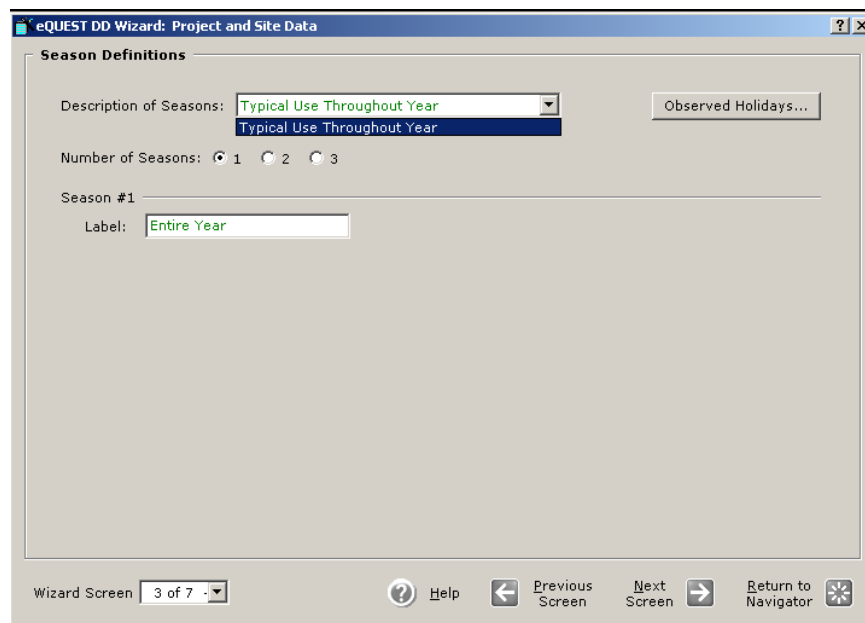 eQUEST DD Wizard: Project and Site Data
Season Definitions
Description of Seasons: Typical Use Throughout Year Observed Holidays...
Typical Use Throughout Year
Number of Seasons: 1 2 3
Season #1
Label: Entire Year
Wizard Screen 3 of 7 - Help Previous Screen Next Screen Return to Navigator